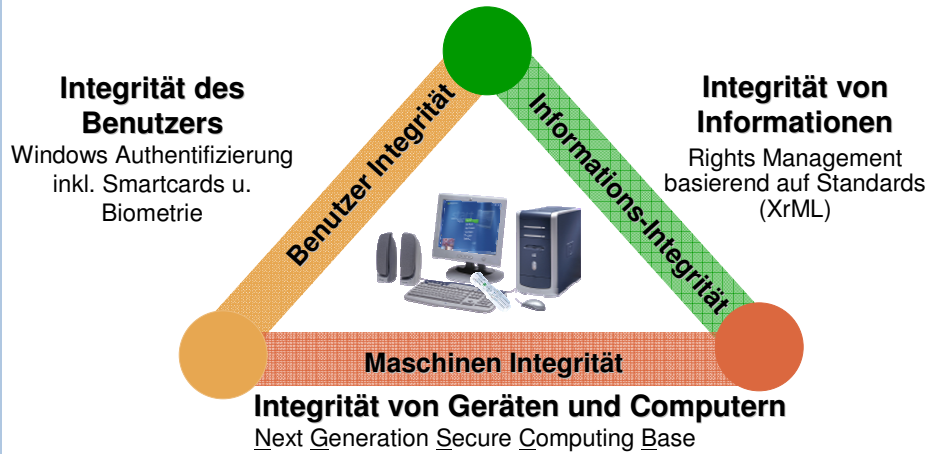 Integrität des
Benutzers
Windows Authentifizierung
inkl. Smartcards u.
Biometrie
Benutzer Integrität
Informations-Integrität
Integrität von
Informationen
Rights Management
basierend auf Standards
(XrML)
Maschinen Integrität
Integrität von Geräten und Computern
Next Generation Secure Computing Base